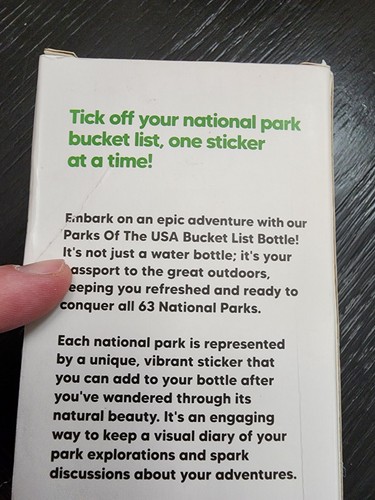 Tick off your national park
bucket list, one sticker
at a time!
Embark on an epic adventure with our
Parks Of The USA Bucket List Bottle!
It's not just a water bottle; it's your
passport to the great outdoors,
keeping you refreshed and ready to
conquer all 63 National Parks.
Each national park is represented
by a unique, vibrant sticker that
you can add to your bottle after
you've wandered through its
natural beauty. It's an engaging
way to keep a visual diary of your
park explorations and spark
discussions about your adventures.